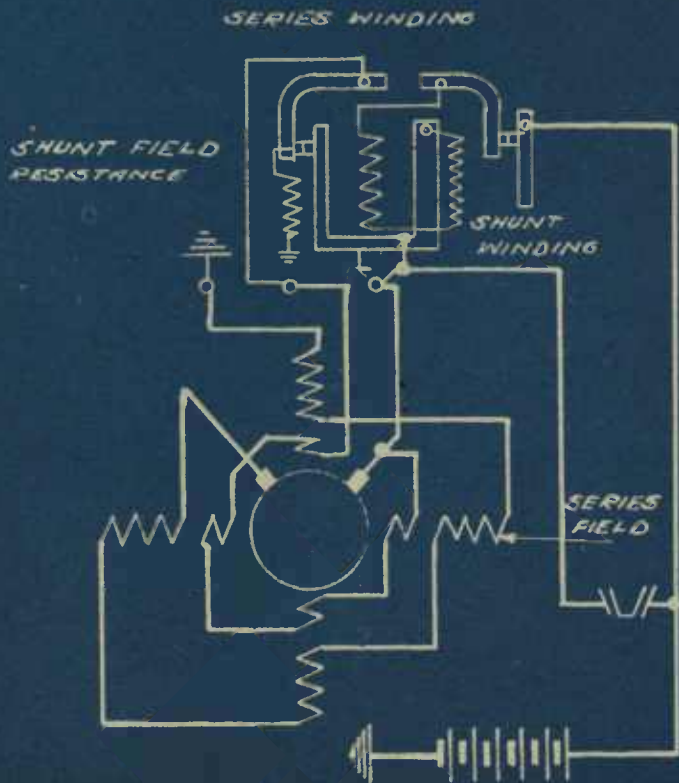 SERIES WINDING
SHUNT FIELD
RESISTANCE
SHUNT
WINDING
SERIES
FIELD